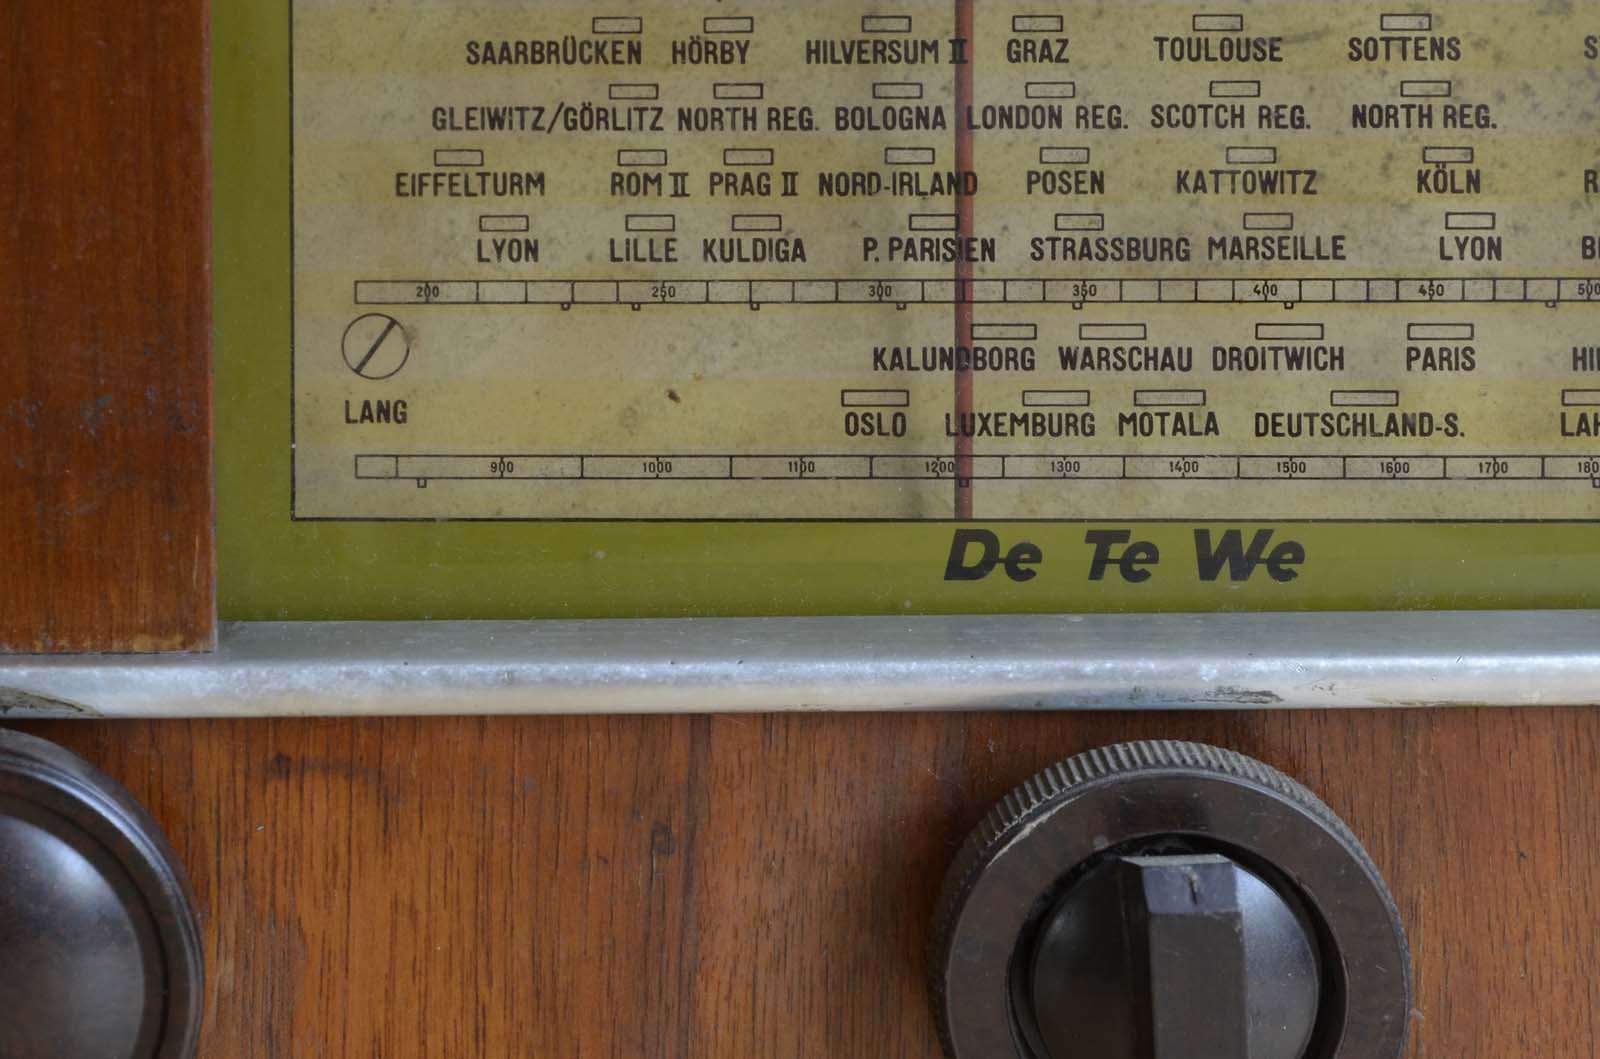 SAARBRÜCKEN HÖRBY HILVERSUM II GRAZ TOULOUSE SOTTENS
GLEIWITZ/GÖRLITZ NORTH REG. BOLOGNA LONDON REG. SCOTCH REG. NORTH REG.
EIFFELTURM ROM II PRAG II NORD-IRLAND POSEN KATTOWITZ KÖLN
LYON LILLE KULDIGA P. PARISIEN STRASSBURG MARSEILLE LYON
200 250 300 350 400 450 500
KALUNDBORG WARSCHAU DROITWICH PARIS
LANG OSLO LUXEMBURG MOTALA DEUTSCHLAND-S.
900 1000 1100 1200 1300 1400 1500 1600 1700
De Te We